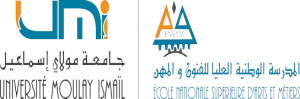 umi
جامعة مولاي إسماعيل
UNIVERSITÉ MOULAY ISMAÏL
ENSAM
المدرسة الوطنية العليا للفنون و المهن
ÉCOLE NATIONALE SUPÉRIEURE D'ARTS ET MÉTIERS